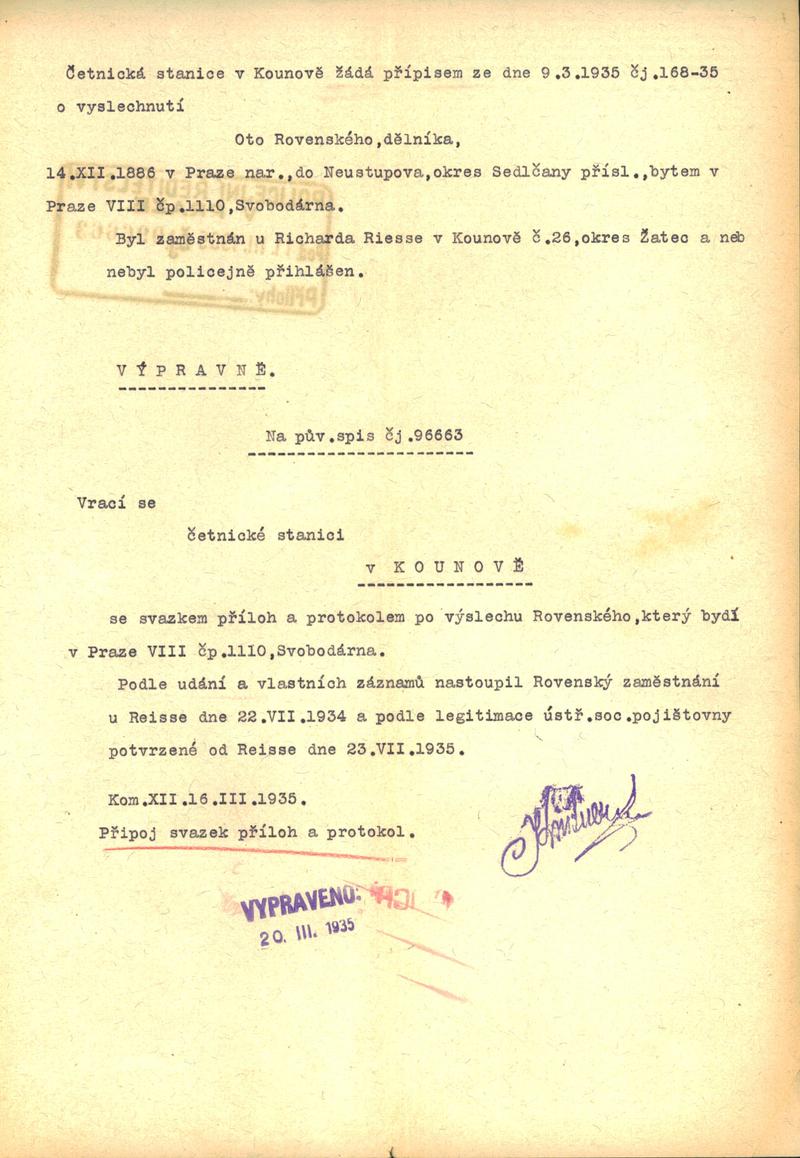 Četnická stanice v Kounově žádá přípisem ze dne 9.3.1935 čj.168-35
o vyslechnutí
Oto Rovenského,dělníka,
14.XII.1886 v Praze nar.,do Neustupova,okres Sedlčany přísl.,bytem v
Praze VIII čp.1110,Svobodárna.
Byl zaměstnán u Richarda Riesse v Kounově č.26,okres Žatec a neb
nebyl policejně přihlášen.
V Ý P R A V N Ě.
Na pův.spis čj.96663
Vrací se
četnické stanici
v K O U N O V Ě
se svazkem příloh a protokolem po výslechu Rovenského,který bydí
v Praze VIII čp.1110,Svobodárna.
Podle udání a vlastních záznamů nastoupil Rovenský zaměstnání
u Reisse dne 22.VII.1934 a podle legitimace ústř.soc.pojištovny
potvrzené od Reisse dne 23.VII.1935.
Kom.XII.16.III.1935.
Připoj svazek příloh a protokol.
VYPRAVENO:
20. III. 1935